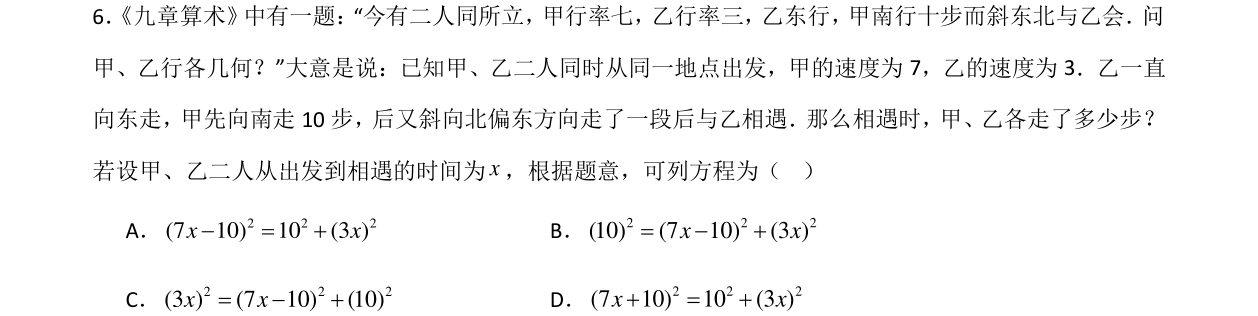 6.《九章算术》中有一题：“今有二人同所立，甲行率七，乙行率三，乙东行，甲南行十步而斜东北与乙会．问
甲、乙行各几何？”大意是说：已知甲、乙二人同时从同一地点出发，甲的速度为 7，乙的速度为 3．乙一直
向东走，甲先向南走 10 步，后又斜向北偏东方向走了一段后与乙相遇．那么相遇时，甲、乙各走了多少步？
若设甲、乙二人从出发到相遇的时间为 x，根据题意，可列方程为（ ）
A． (7x−10)² =10² +(3x)² B． (10)² =(7x−10)² +(3x)²
C． (3x)² =(7x−10)² +(10)² D． (7x+10)² =10² +(3x)²